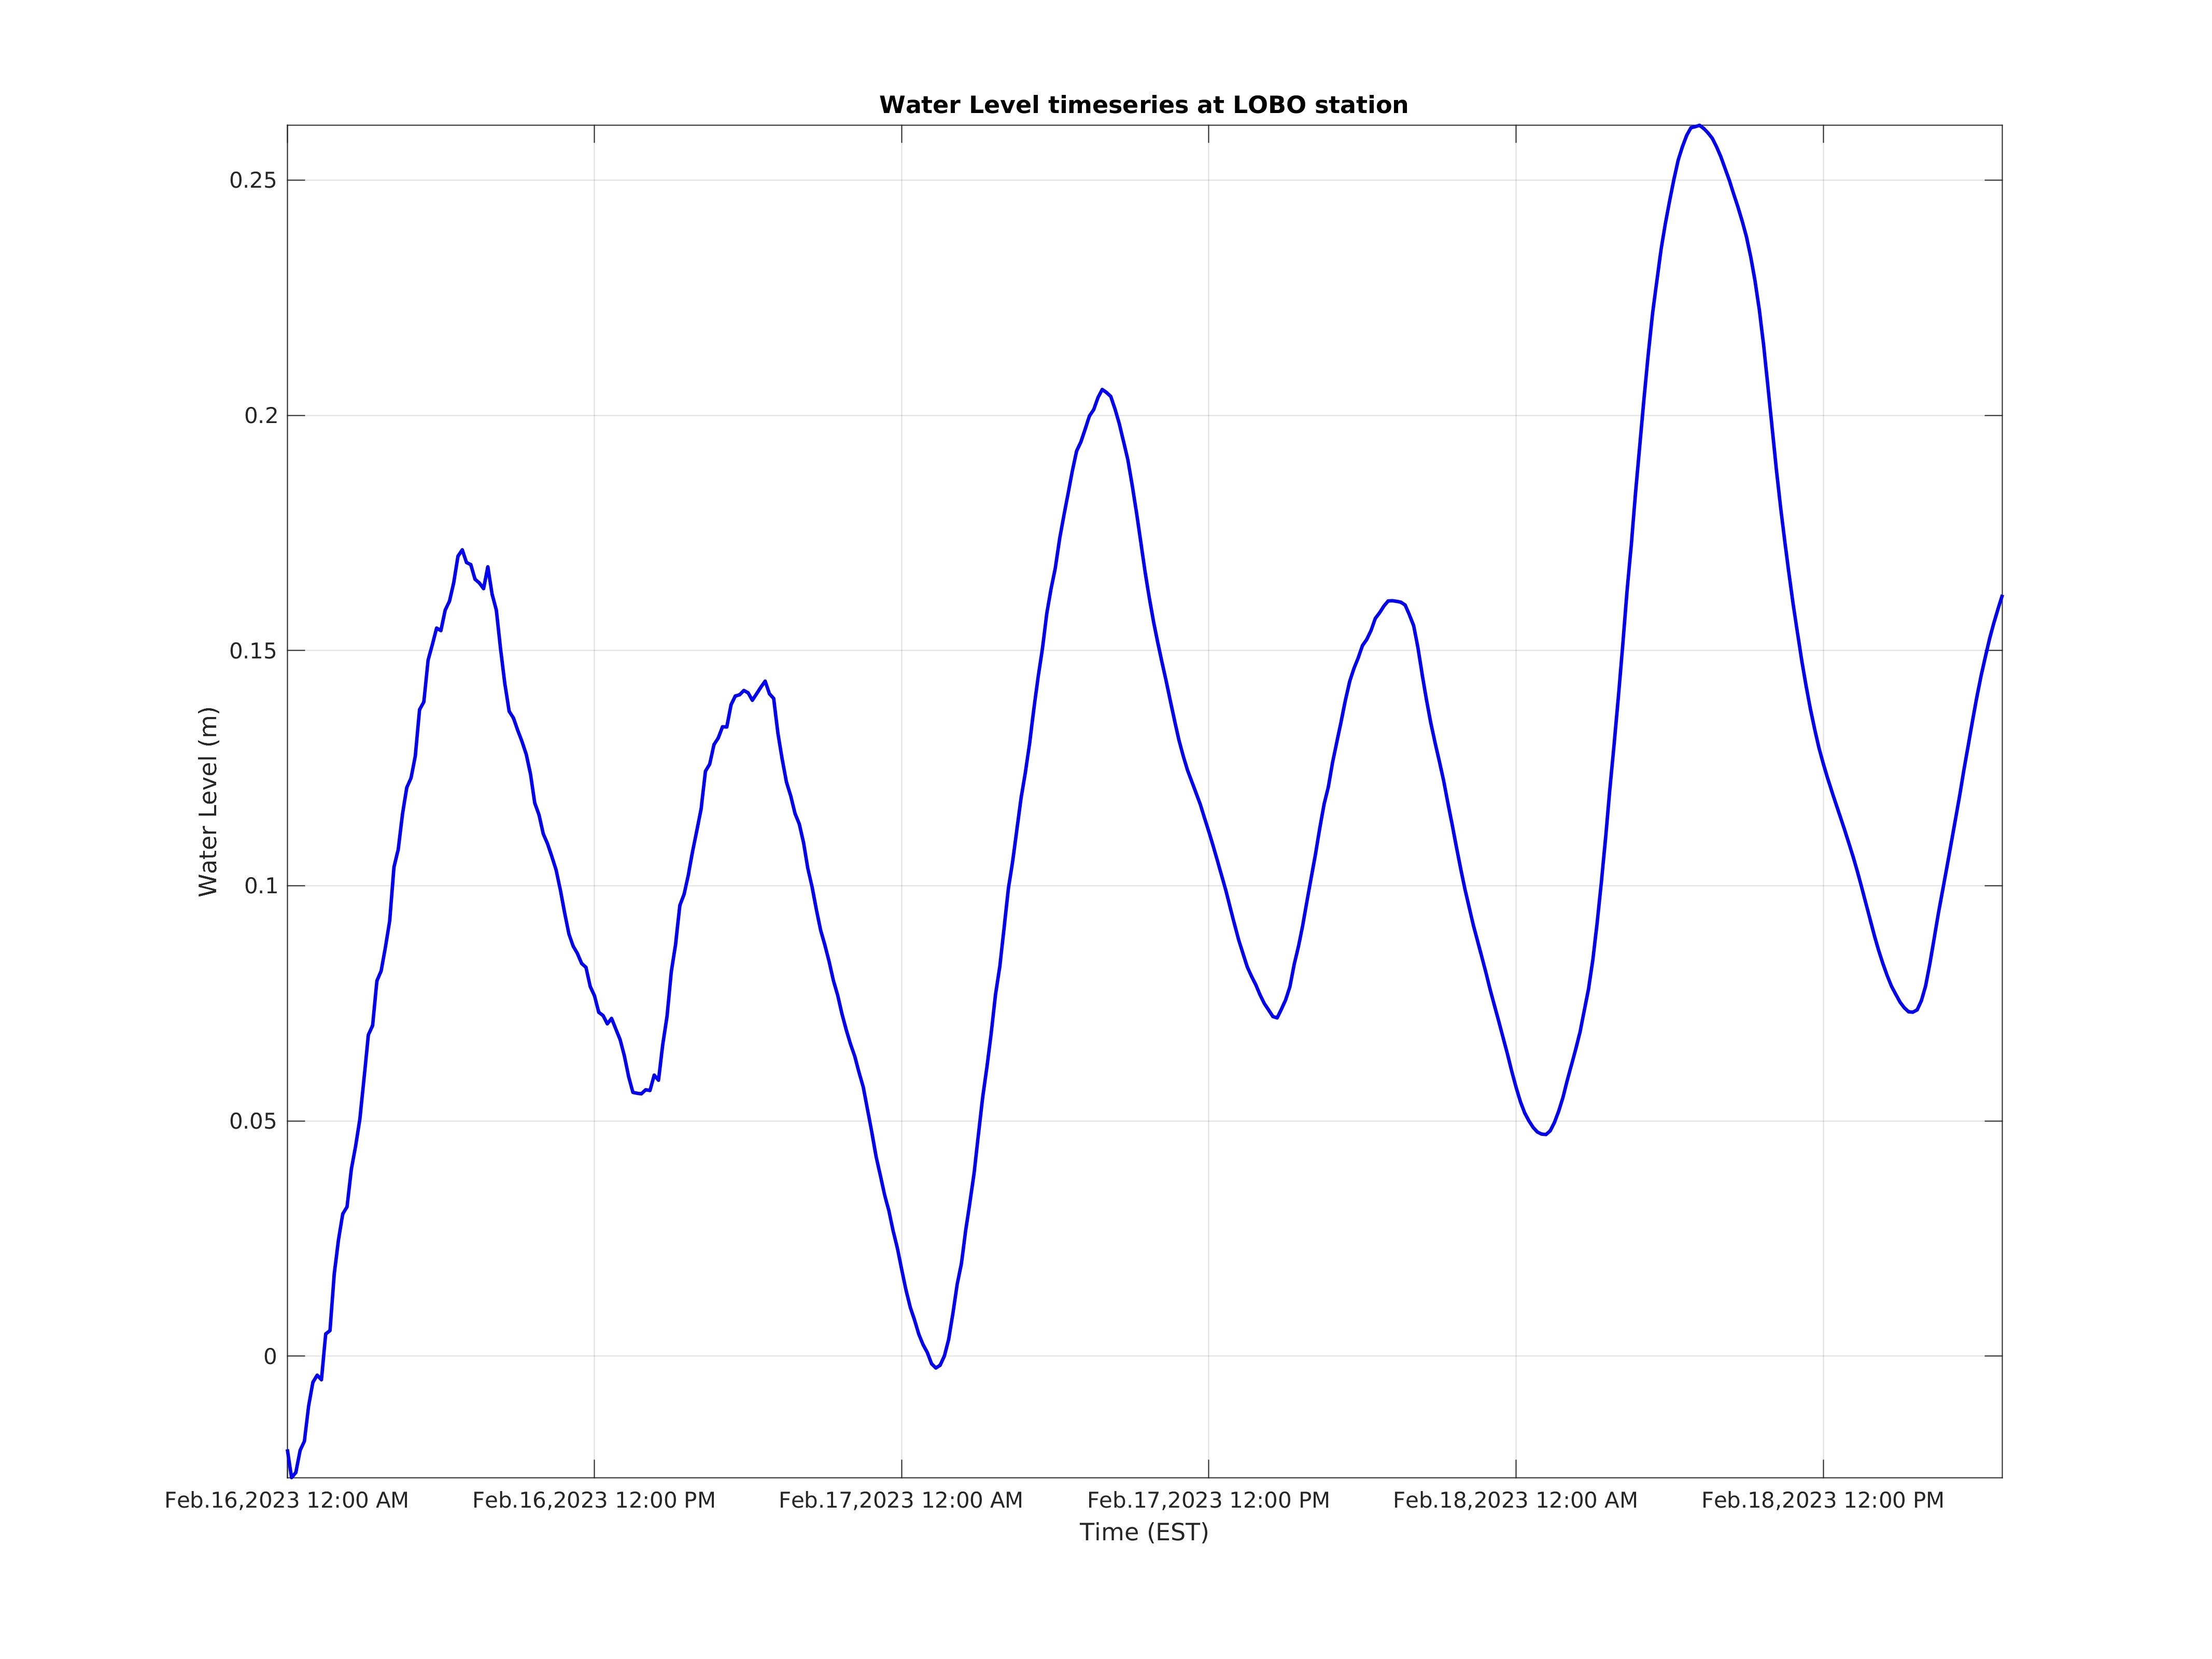 Water Level timeseries at LOBO station
0.25
0.2
0.15
0.1
0.05
0
Water Level (m)
Feb.16,2023 12:00 AM Feb.16,2023 12:00 PM Feb.17,2023 12:00 AM Feb.17,2023 12:00 PM Feb.18,2023 12:00 AM Feb.18,2023 12:00 PM
Time (EST)